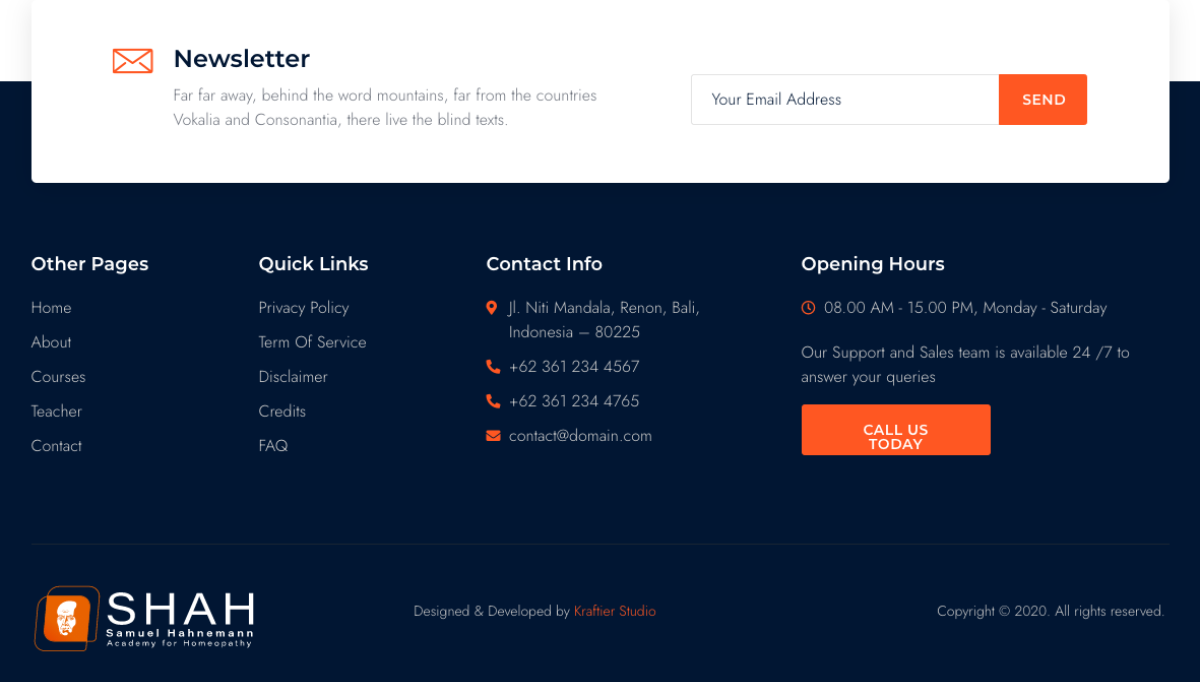 Newsletter
Far far away, behind the word mountains, far from the countries
Vokalia and Consonantia, there live the blind texts.
Your Email Address
SEND
Other Pages
Home
About
Courses
Teacher
Contact
Quick Links
Privacy Policy
Term Of Service
Disclaimer
Credits
FAQ
Contact Info
Jl. Niti Mandala, Renon, Bali,
Indonesia – 80225
+62 361 234 4567
+62 361 234 4765
contact@domain.com
Opening Hours
08.00 AM - 15.00 PM, Monday - Saturday
Our Support and Sales team is available 24 /7 to
answer your queries
CALL US
TODAY
SHAH
Samuel Hahnemann
Academy for Homeopathy
Designed & Developed by Kraftier Studio
Copyright © 2020. All rights reserved.